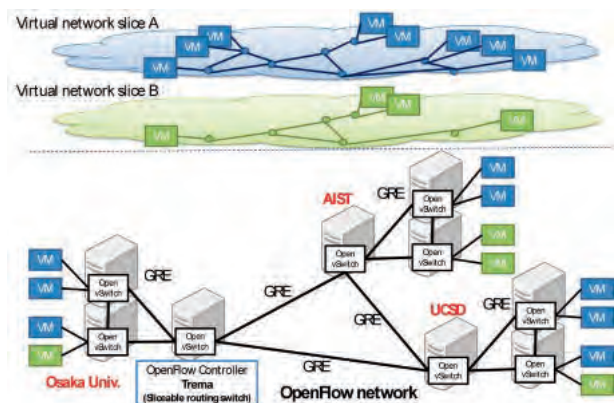 Virtual network slice A
VM
VM
VM
VM
VM
VM
VM
VM
VM
Virtual network slice B
VM
VM
VM
VM
AIST
GRE
Open vSwitch
VM
VM
Open vSwitch
Open vSwitch
VM
VM
VM
VM
Open vSwitch
GRE
GRE
GRE
UCSD
GRE
Open vSwitch
VM
VM
VM
VM
Open vSwitch
Open vSwitch
GRE
Open vSwitch
Open vSwitch
VM
VM
Osaka Univ.
OpenFlow Controller
Trema
(Sliceable routing switch)
OpenFlow network